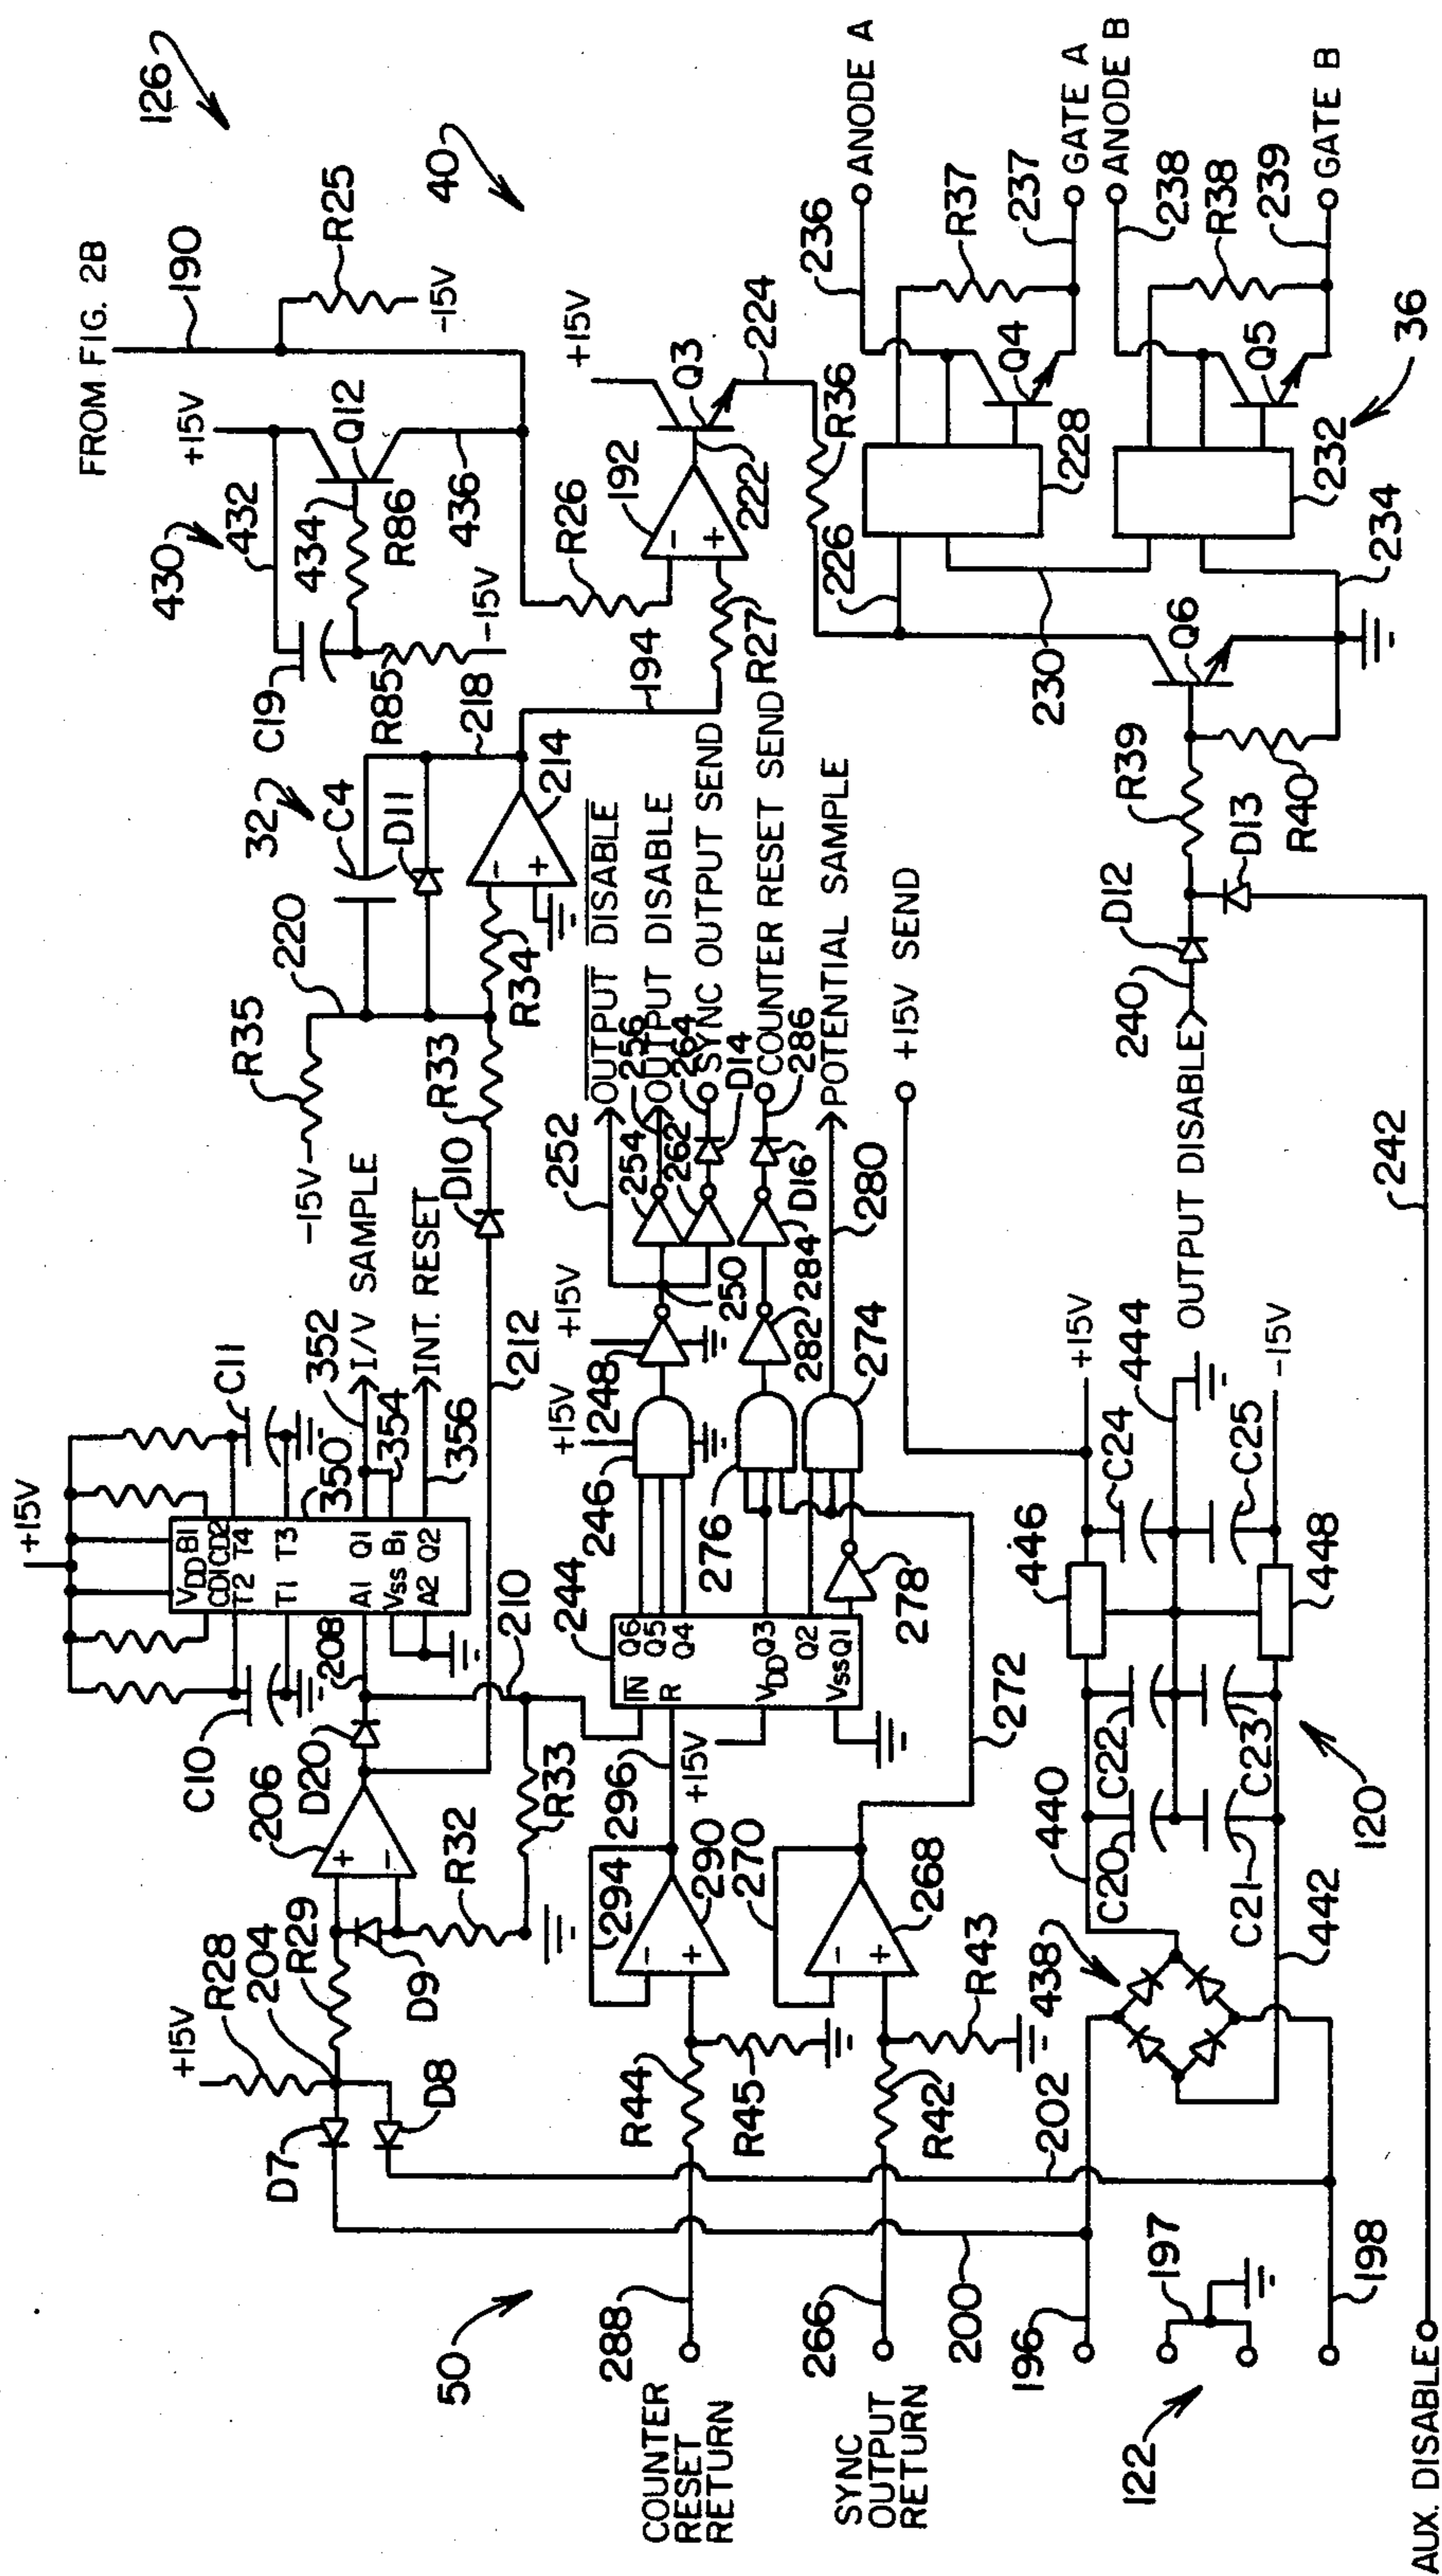 126
40
FROM FIG. 2B
190
R25
-15V
+15V
430
432
434
Q12
R86
436
C19
R85
-15V
R26
192
+15V
Q3
222
224
R27
194
32
C4
D11
218
214
R35
220
-15V
R33
R34
D10
212
+15V
C11
350
352
I/V SAMPLE
354
INT. RESET
356
VDD B1
CD1 CD2
T2 T4
T1 T3
A1 Q1
VSS B1
A2 Q2
C10
208
210
D20
206
+
-
R29
204
R28
+15V
D7
D8
D9
R32
R33
R36
236
ANODE A
R37
237
GATE A
ANODE B
238
R38
239
GATE B
Q4
Q5
36
226
228
230
232
234
Q6
R39
R40
D12
D13
240
OUTPUT DISABLE
242
OUTPUT DISABLE
OUTPUT DISABLE
SYNC OUTPUT SEND
COUNTER RESET SEND
POTENTIAL SAMPLE
+15V SEND
252
254
256
262
264
D14
286
D16
280
250
248
+15V
+15V
246
282
284
274
276
278
244
IN
R
VDD
VSS
Q6
Q5
Q4
Q3
Q2
Q1
+15V
272
296
294
290
-
+
270
268
-
+
R44
R45
R42
R43
50
288
COUNTER
RESET
RETURN
266
SYNC
OUTPUT
RETURN
200
202
438
440
442
C20
C21
C22
C23
120
446
448
C24
C25
444
+15V
-15V
196
197
198
122
AUX. DISABLE